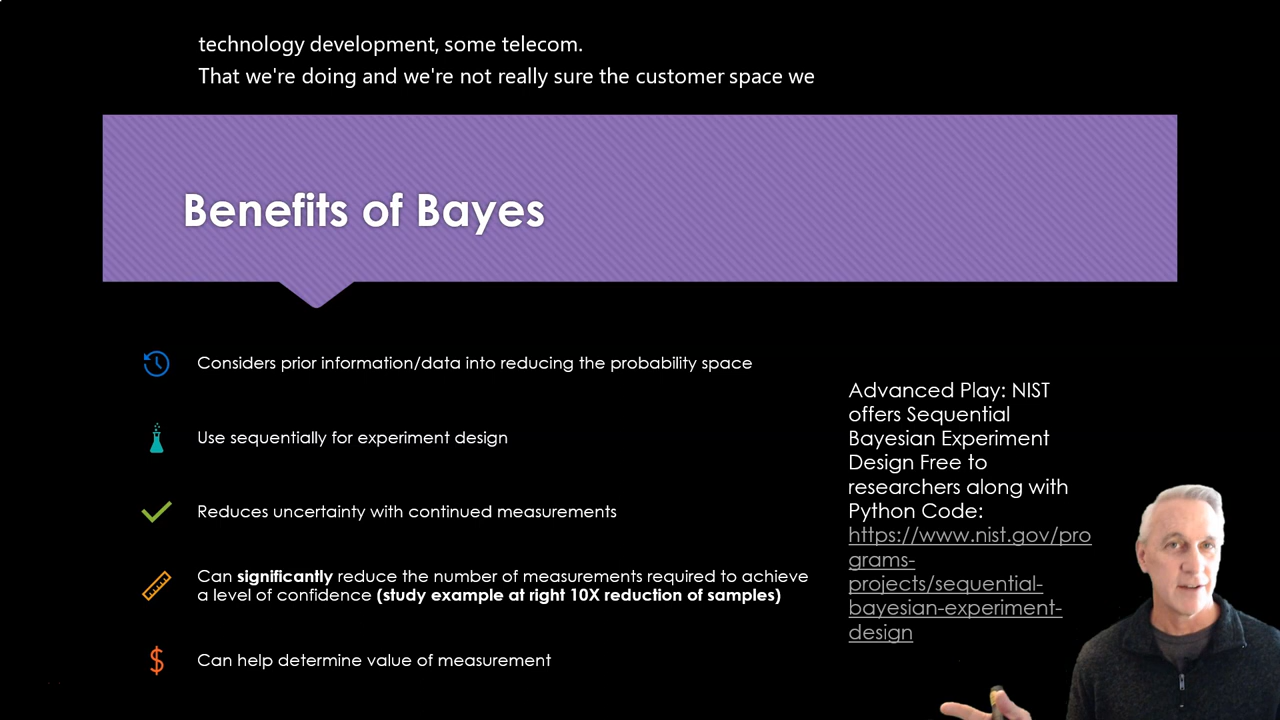 technology development, some telecom.
That we're doing and we're not really sure the customer space we
Benefits of Bayes
Considers prior information/data into reducing the probability space
Use sequentially for experiment design
Reduces uncertainty with continued measurements
Can significantly reduce the number of measurements required to achieve
a level of confidence (study example at right 10X reduction of samples)
Can help determine value of measurement
Advanced Play: NIST
offers Sequential
Bayesian Experiment
Design Free to
researchers along with
Python Code:
https://www.nist.gov/pro
grams-
projects/sequential-
bayesian-experiment-
design